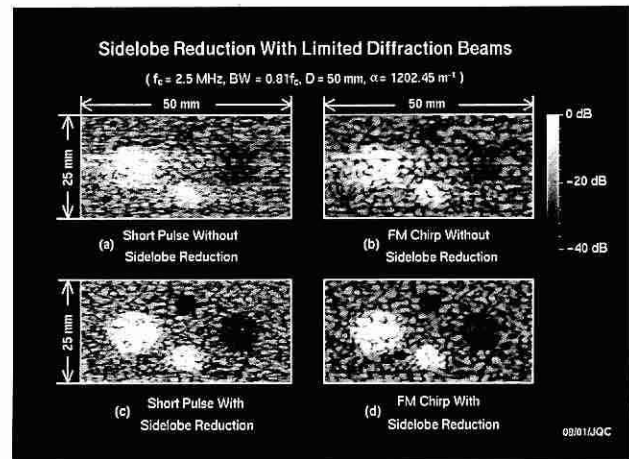 Sidelobe Reduction With Limited Diffraction Beams
( f_c = 2.5 MHz, BW = 0.81f_c, D = 50 mm, α = 1202.45 m⁻¹ )
50 mm
50 mm
25 mm
0 dB
−20 dB
−40 dB
(a) Short Pulse Without
Sidelobe Reduction
(b) FM Chirp Without
Sidelobe Reduction
25 mm
(c) Short Pulse With
Sidelobe Reduction
(d) FM Chirp With
Sidelobe Reduction
09/01/JQC